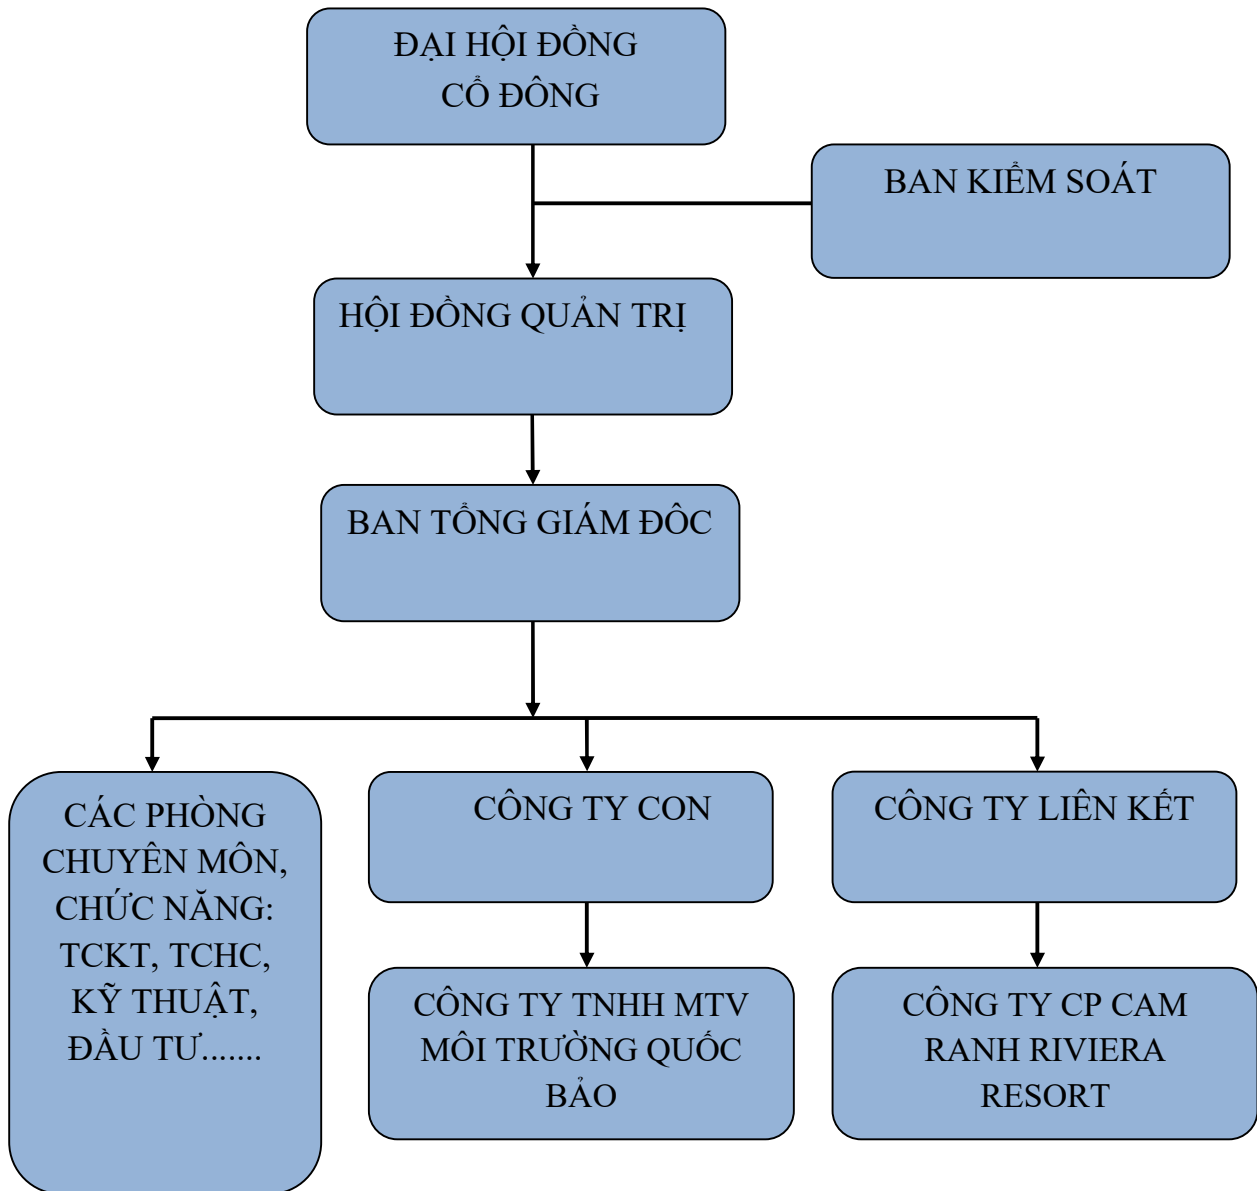 ĐẠI HỘI ĐỒNG
CỔ ĐÔNG
BAN KIỂM SOÁT
HỘI ĐỒNG QUẢN TRỊ
BAN TỔNG GIÁM ĐÔC
CÁC PHÒNG
CHUYÊN MÔN,
CHỨC NĂNG:
TCKT, TCHC,
KỸ THUẬT,
ĐẦU TƯ.......
CÔNG TY CON
CÔNG TY LIÊN KẾT
CÔNG TY TNHH MTV
MÔI TRƯỜNG QUỐC
BẢO
CÔNG TY CP CAM
RANH RIVIERA
RESORT